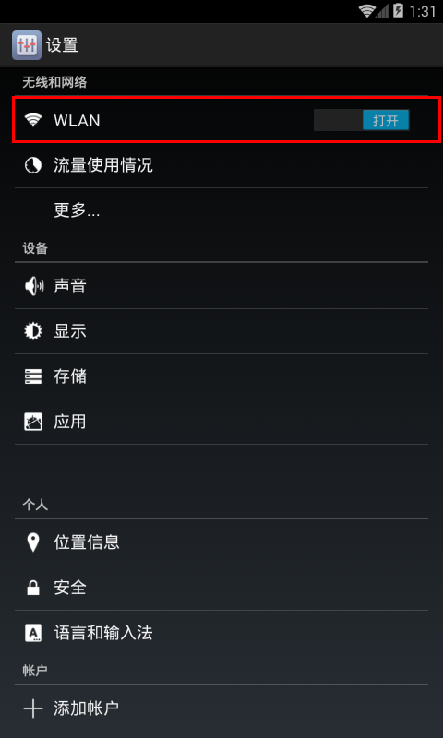 1:31
设置
无线和网络
WLAN 打开
流量使用情况
更多...
设备
声音
显示
存储
应用
个人
位置信息
安全
语言和输入法
帐户
添加帐户